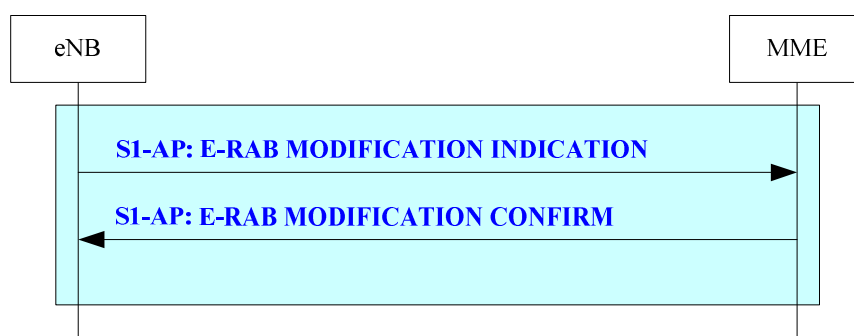 eNB
MME
S1-AP: E-RAB MODIFICATION INDICATION
S1-AP: E-RAB MODIFICATION CONFIRM